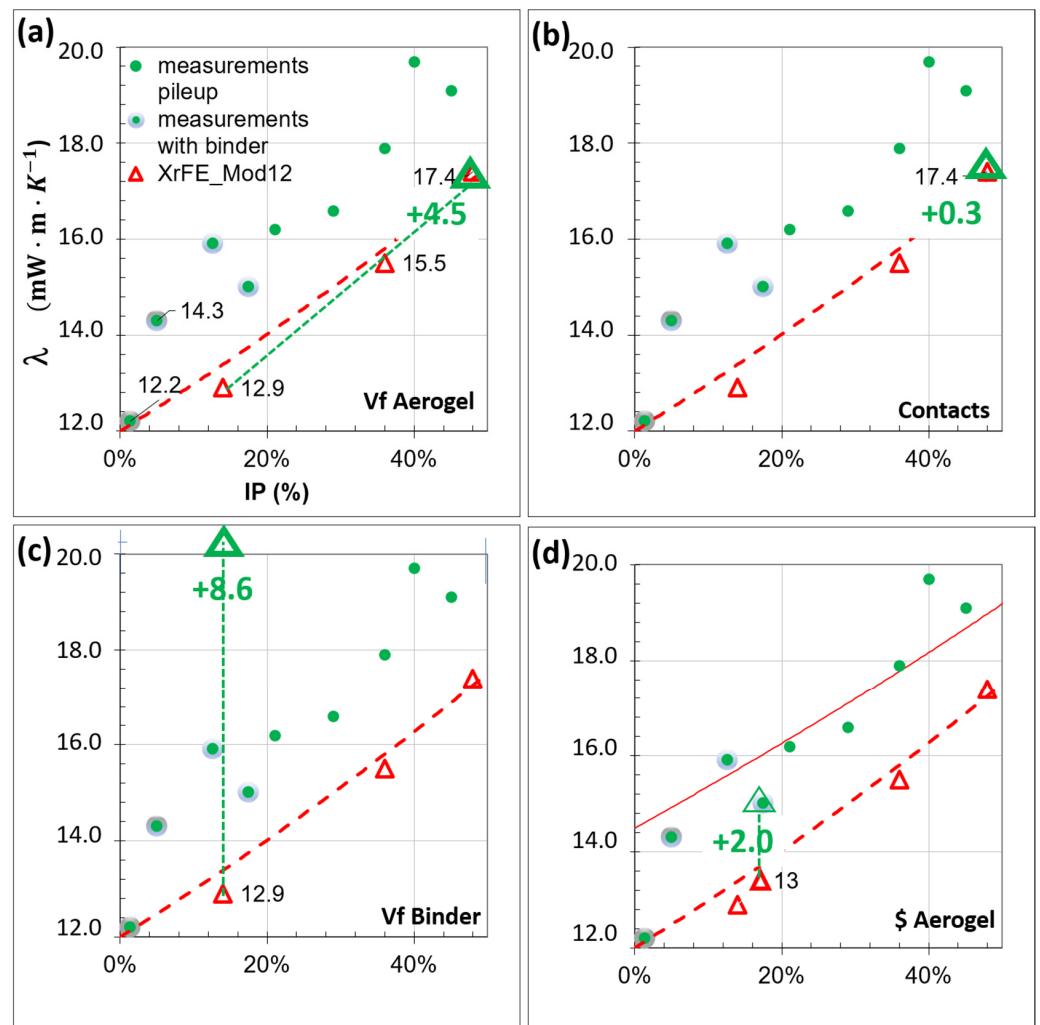 (a)
20.0
measurements
pileup
measurements
with binder
XrFE_Mod12
18.0
17.4
+4.5
16.0
15.5
14.3
14.0
12.2
12.9
Vf Aerogel
12.0
0%
20%
40%
IP (%)
λ (mW · m · K⁻¹)
(b)
20.0
18.0
17.4
+0.3
16.0
14.0
Contacts
12.0
0%
20%
40%
(c)
20.0
+8.6
18.0
16.0
14.0
12.9
Vf Binder
12.0
0%
20%
40%
(d)
20.0
18.0
16.0
+2.0
14.0
13
$ Aerogel
12.0
0%
20%
40%